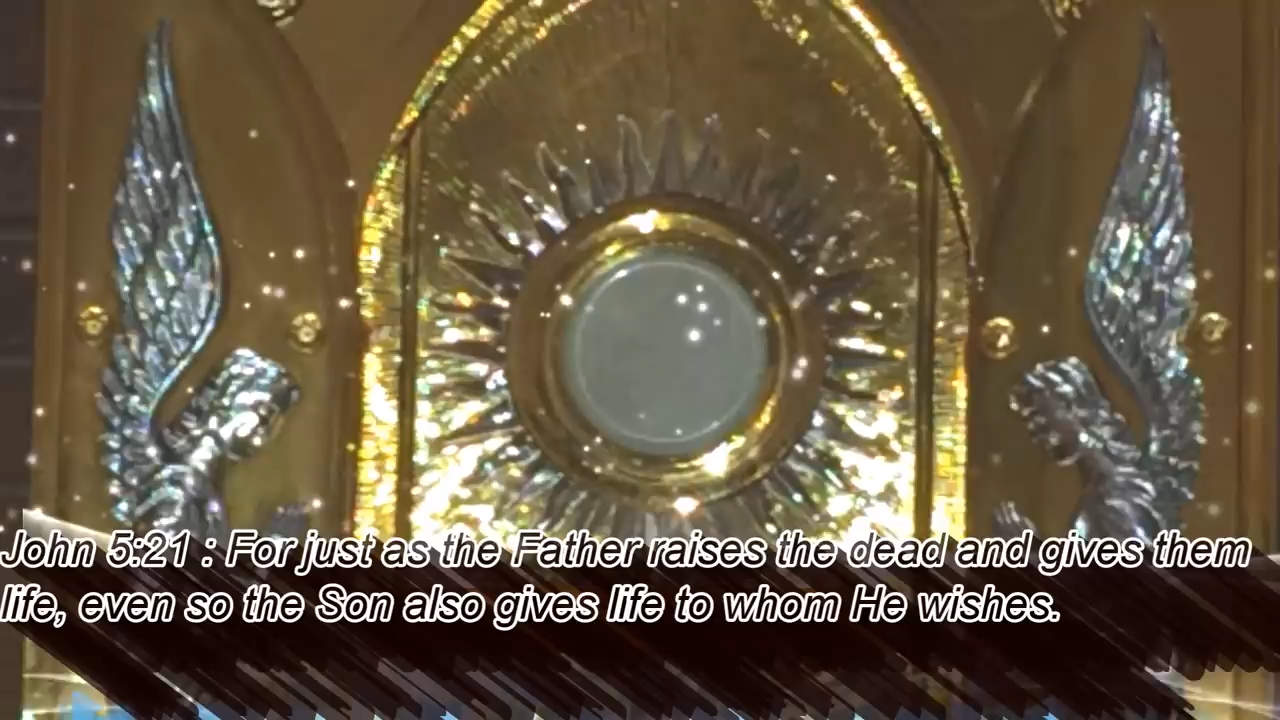 John 5:21 : For just as the Father raises the dead and gives them
life, even so the Son also gives life to whom He wishes.